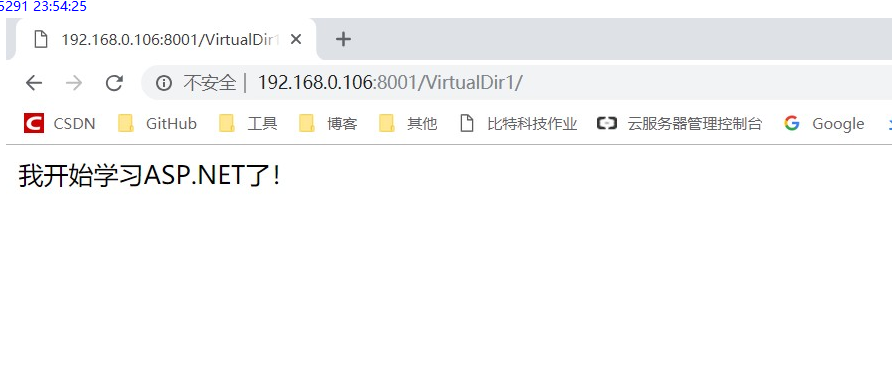 5291 23:54:25
192.168.0.106:8001/VirtualDir1
不安全 | 192.168.0.106:8001/VirtualDir1/
CSDN GitHub 工具 博客 其他 比特科技作业 云服务器管理控制台 Google
我开始学习ASP.NET了！